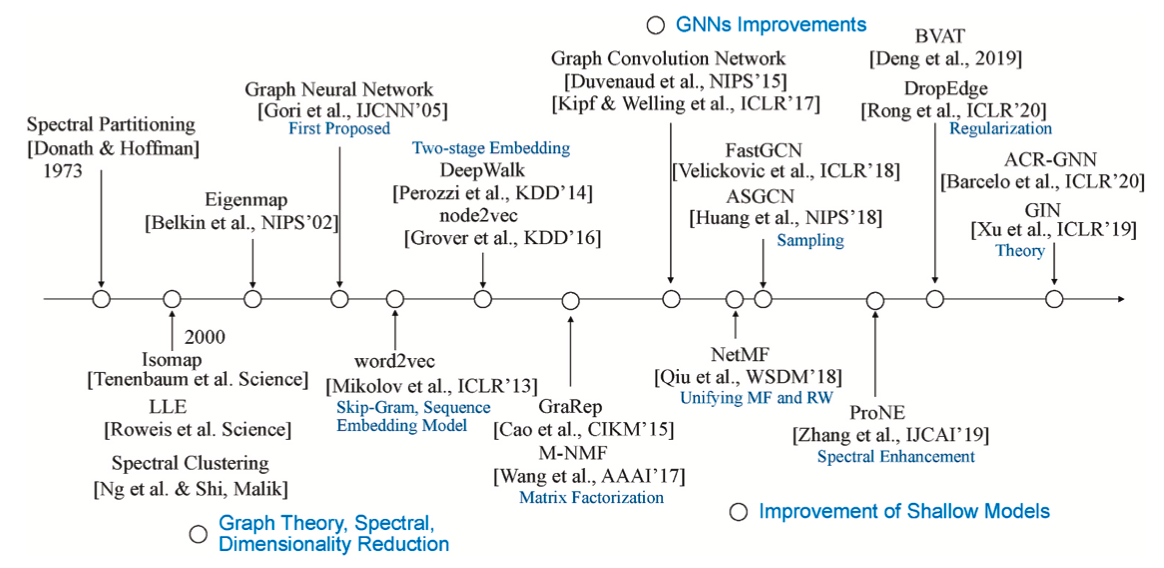 GNNs Improvements
BVAT
[Deng et al., 2019]
Graph Convolution Network
[Duvenaud et al., NIPS'15]
[Kipf & Welling et al., ICLR'17]
DropEdge
[Rong et al., ICLR'20]
Regularization
Graph Neural Network
[Gori et al., IJCNN'05]
First Proposed
Spectral Partitioning
[Donath & Hoffman]
1973
Two-stage Embedding
DeepWalk
[Perozzi et al., KDD'14]
node2vec
[Grover et al., KDD'16]
FastGCN
[Velickovic et al., ICLR'18]
ASGCN
[Huang et al., NIPS'18]
Sampling
ACR-GNN
[Barcelo et al., ICLR'20]
GIN
[Xu et al., ICLR'19]
Theory
Eigenmap
[Belkin et al., NIPS'02]
2000
Isomap
[Tenenbaum et al. Science]
LLE
[Roweis et al. Science]
Spectral Clustering
[Ng et al. & Shi, Malik]
word2vec
[Mikolov et al., ICLR'13]
Skip-Gram, Sequence
Embedding Model
GraRep
[Cao et al., CIKM'15]
M-NMF
[Wang et al., AAAI'17]
Matrix Factorization
NetMF
[Qiu et al., WSDM'18]
Unifying MF and RW
ProNE
[Zhang et al., IJCAI'19]
Spectral Enhancement
Graph Theory, Spectral,
Dimensionality Reduction
Improvement of Shallow Models